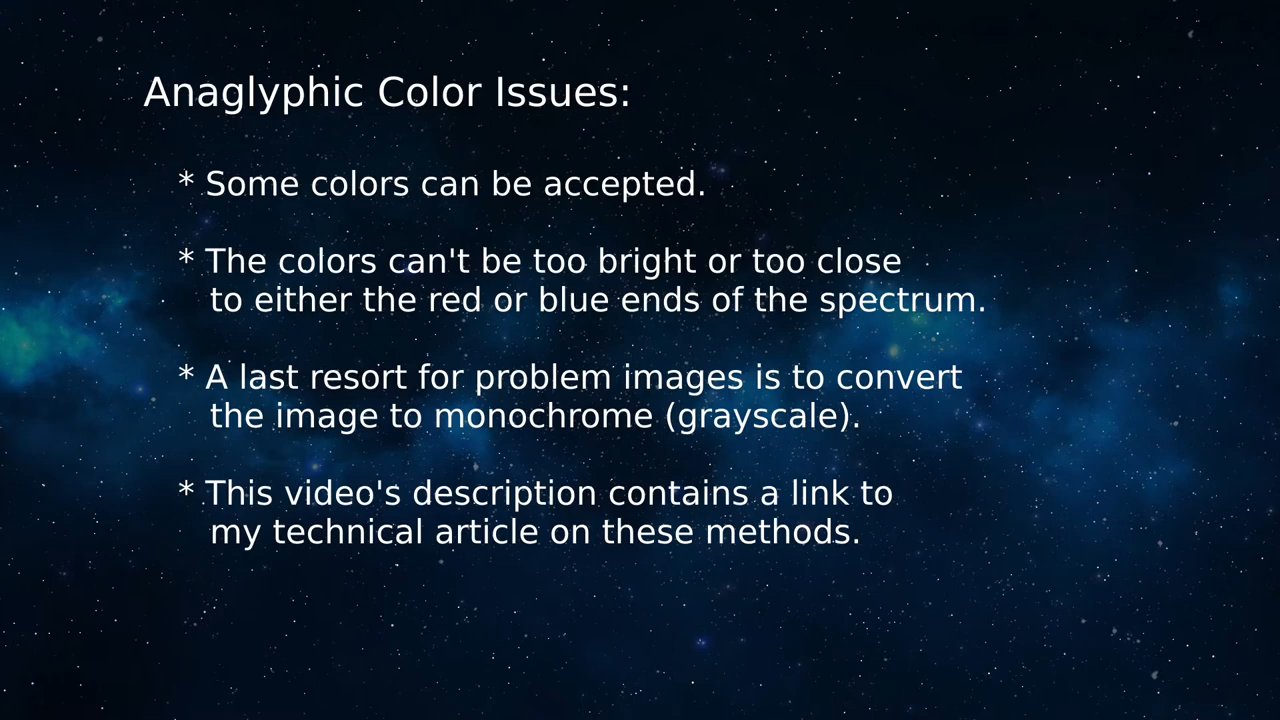 Anaglyphic Color Issues:
* Some colors can be accepted.
* The colors can't be too bright or too close
to either the red or blue ends of the spectrum.
* A last resort for problem images is to convert
the image to monochrome (grayscale).
* This video's description contains a link to
my technical article on these methods.